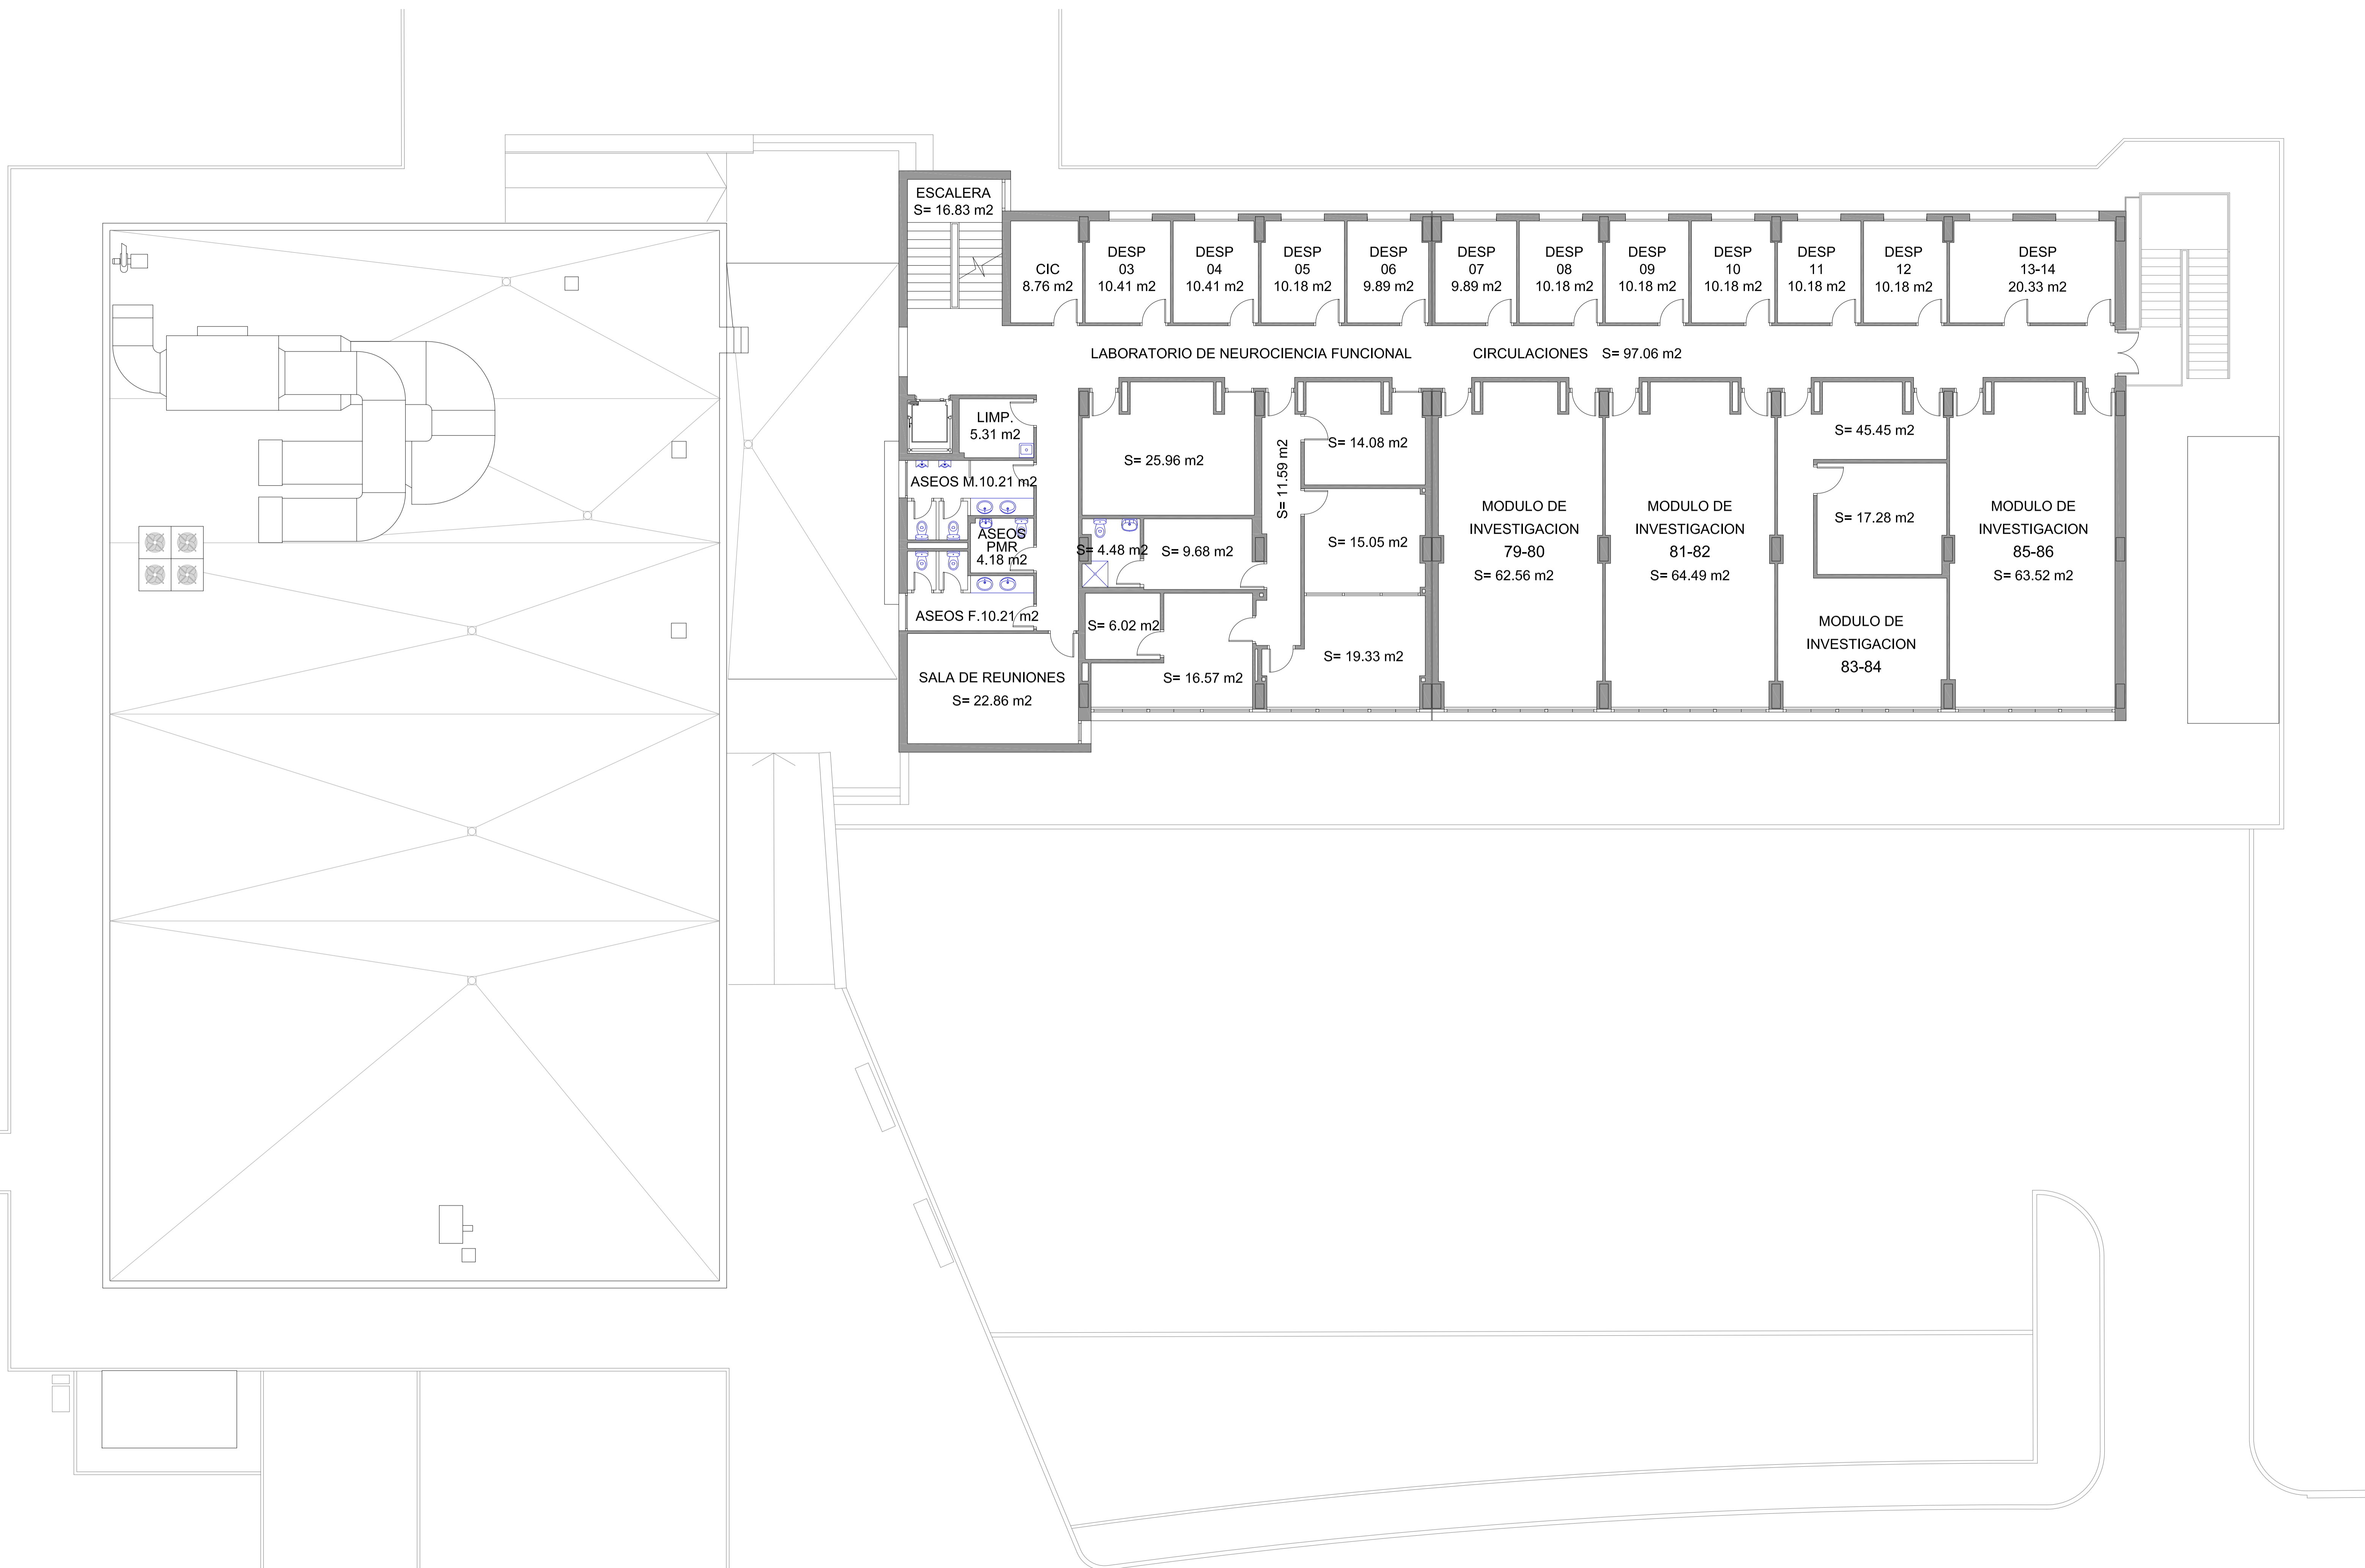 ESCALERA
S= 16.83 m2
CIC
8.76 m2
DESP
03
10.41 m2
DESP
04
10.41 m2
DESP
05
10.18 m2
DESP
06
9.89 m2
DESP
07
9.89 m2
DESP
08
10.18 m2
DESP
09
10.18 m2
DESP
10
10.18 m2
DESP
11
10.18 m2
DESP
12
10.18 m2
DESP
13-14
20.33 m2
LABORATORIO DE NEUROCIENCIA FUNCIONAL
CIRCULACIONES S= 97.06 m2
LIMP.
5.31 m2
ASEOS M.10.21 m2
ASEOS
PMR
4.18 m2
ASEOS F.10.21 m2
SALA DE REUNIONES
S= 22.86 m2
S= 25.96 m2
S= 4.48 m2
S= 9.68 m2
S= 6.02 m2
S= 16.57 m2
S= 11.59 m2
S= 14.08 m2
S= 15.05 m2
S= 19.33 m2
MODULO DE
INVESTIGACION
79-80
S= 62.56 m2
MODULO DE
INVESTIGACION
81-82
S= 64.49 m2
S= 45.45 m2
S= 17.28 m2
MODULO DE
INVESTIGACION
83-84
MODULO DE
INVESTIGACION
85-86
S= 63.52 m2